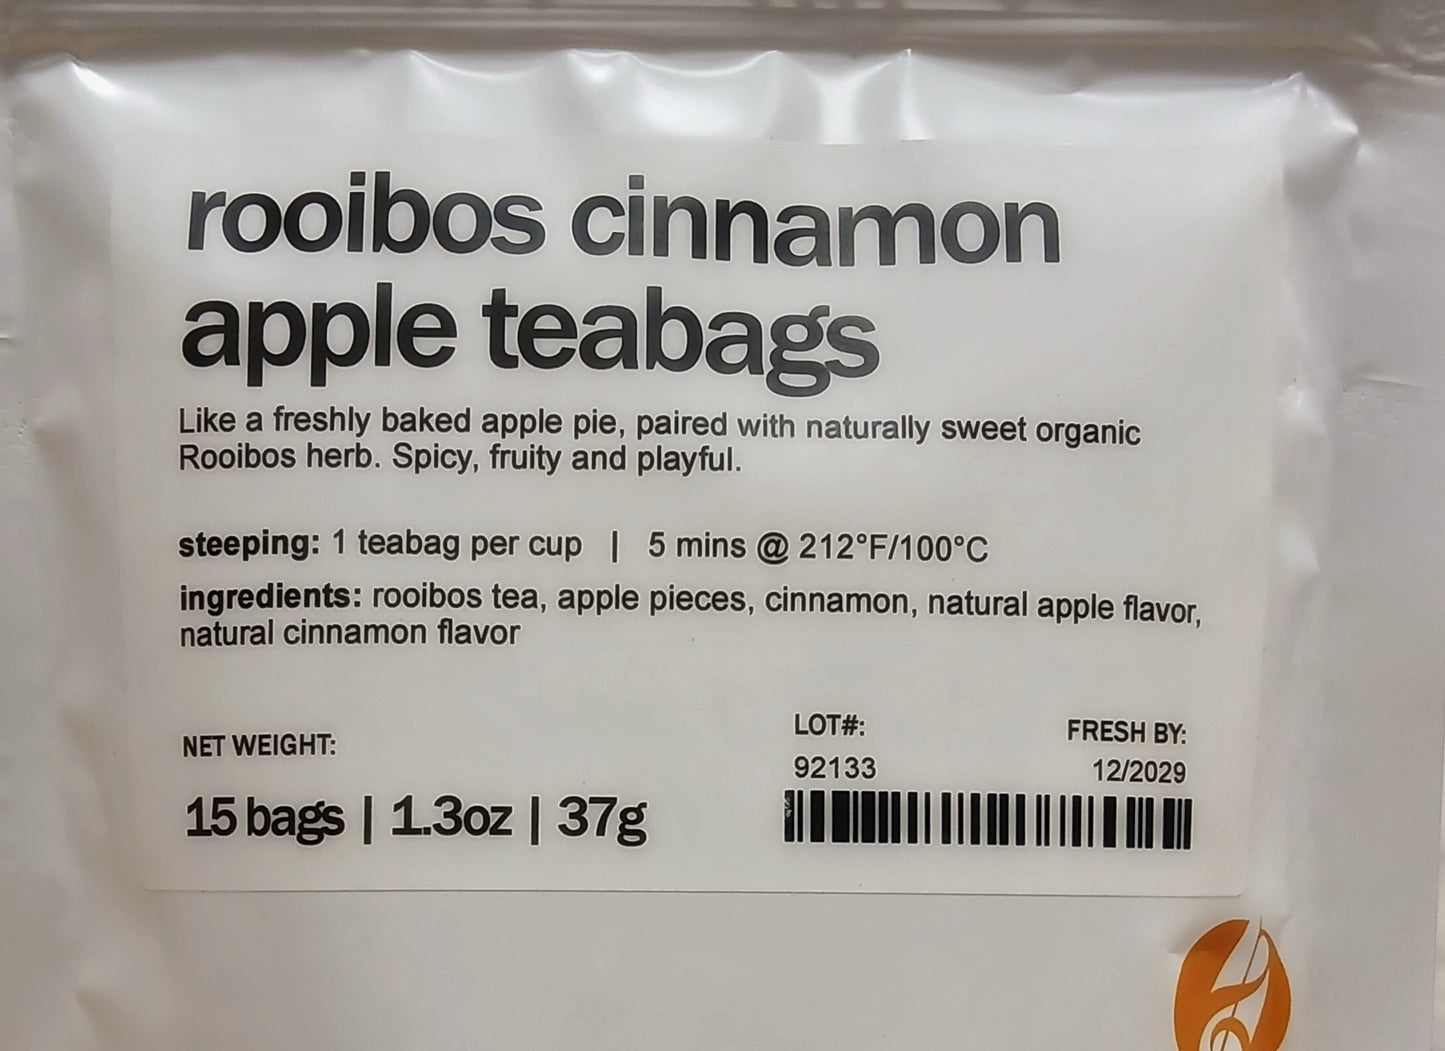 rooibos cinnamon
apple teabags
Like a freshly baked apple pie, paired with naturally sweet organic
Rooibos herb. Spicy, fruity and playful.
steeping: 1 teabag per cup | 5 mins @ 212°F/100°C
ingredients: rooibos tea, apple pieces, cinnamon, natural apple flavor,
natural cinnamon flavor
NET WEIGHT:
15 bags | 1.3oz | 37g
LOT#:
92133
FRESH BY:
12/2029